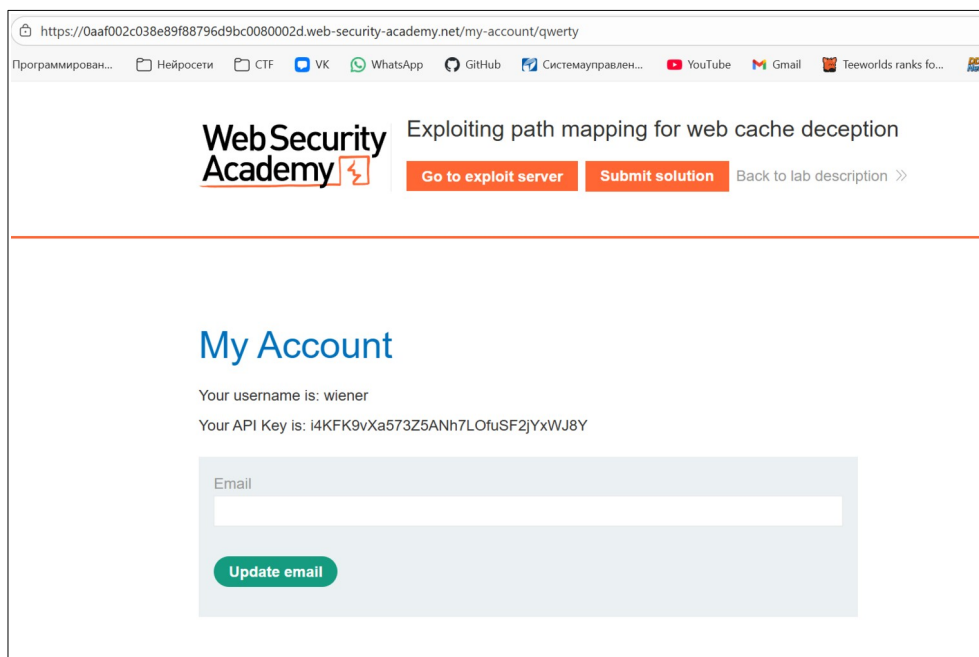 https://0aaf002c038e89f88796d9bc0080002d.web-security-academy.net/my-account/qwerty
Программирован... Нейросети CTF VK WhatsApp GitHub Системауправлен... YouTube Gmail Teeworlds ranks fo...
Web Security
Academy
Exploiting path mapping for web cache deception
Go to exploit server Submit solution Back to lab description
My Account
Your username is: wiener
Your API Key is: i4KFK9vXa573Z5ANh7LOfuSF2jYxWJ8Y
Email
Update email